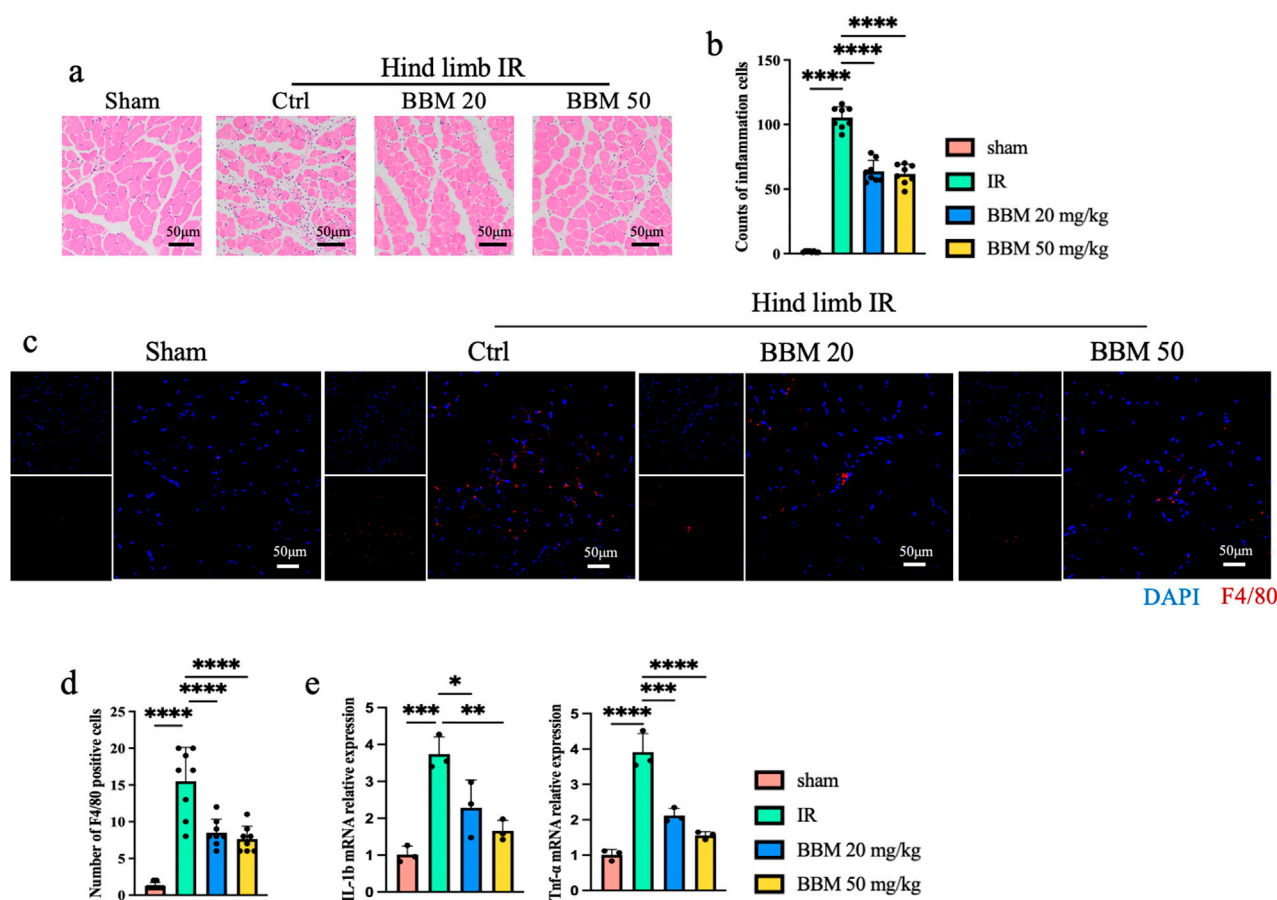 a
Hind limb IR
Sham
Ctrl
BBM 20
BBM 50
50μm
50μm
50μm
50μm
b
****
****
****
Counts of inflammation cells
150
100
50
0
sham
IR
BBM 20 mg/kg
BBM 50 mg/kg
Hind limb IR
c
Sham
Ctrl
BBM 20
BBM 50
50μm
50μm
50μm
50μm
DAPI F4/80
d
****
****
****
Number of F4/80 positive cells
25
20
15
10
5
0
e
*
***
**
IL-1b mRNA relative expression
5
4
3
2
1
0
****
***
****
Tnf-α mRNA relative expression
5
4
3
2
1
0
sham
IR
BBM 20 mg/kg
BBM 50 mg/kg